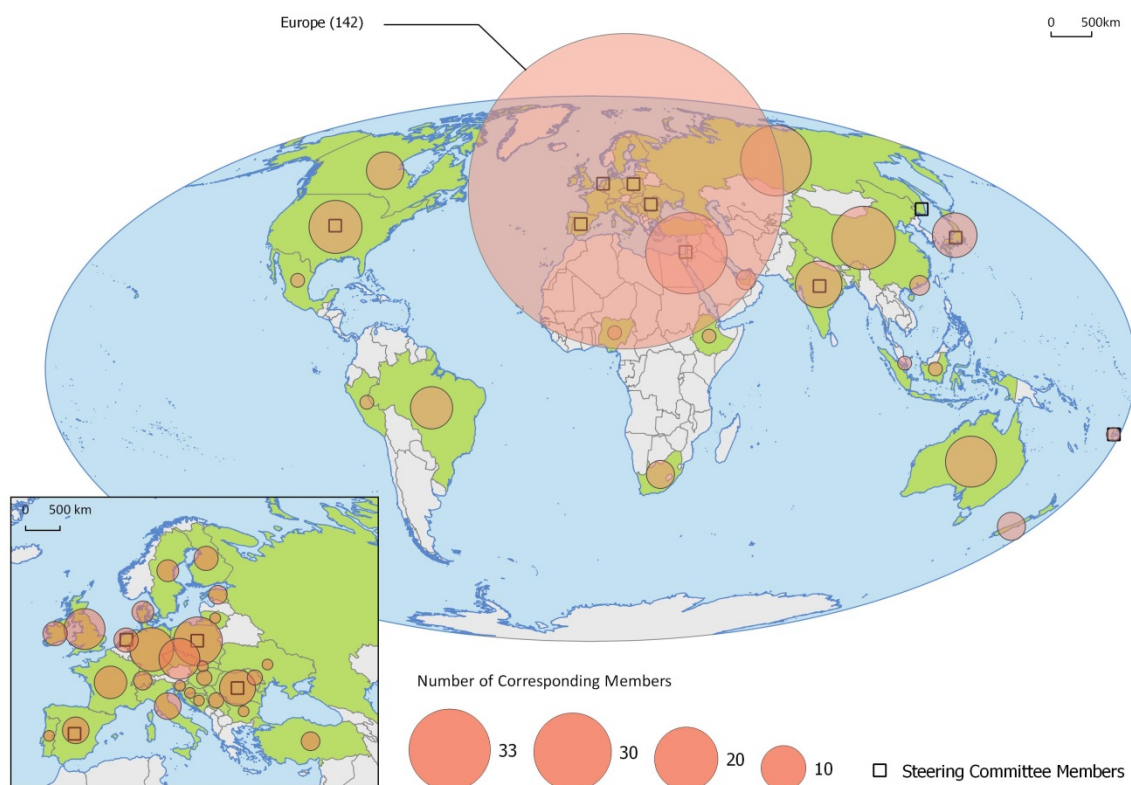 Europe (142)
0 500km
0 500 km
Number of Corresponding Members
33
30
20
10
Steering Committee Members